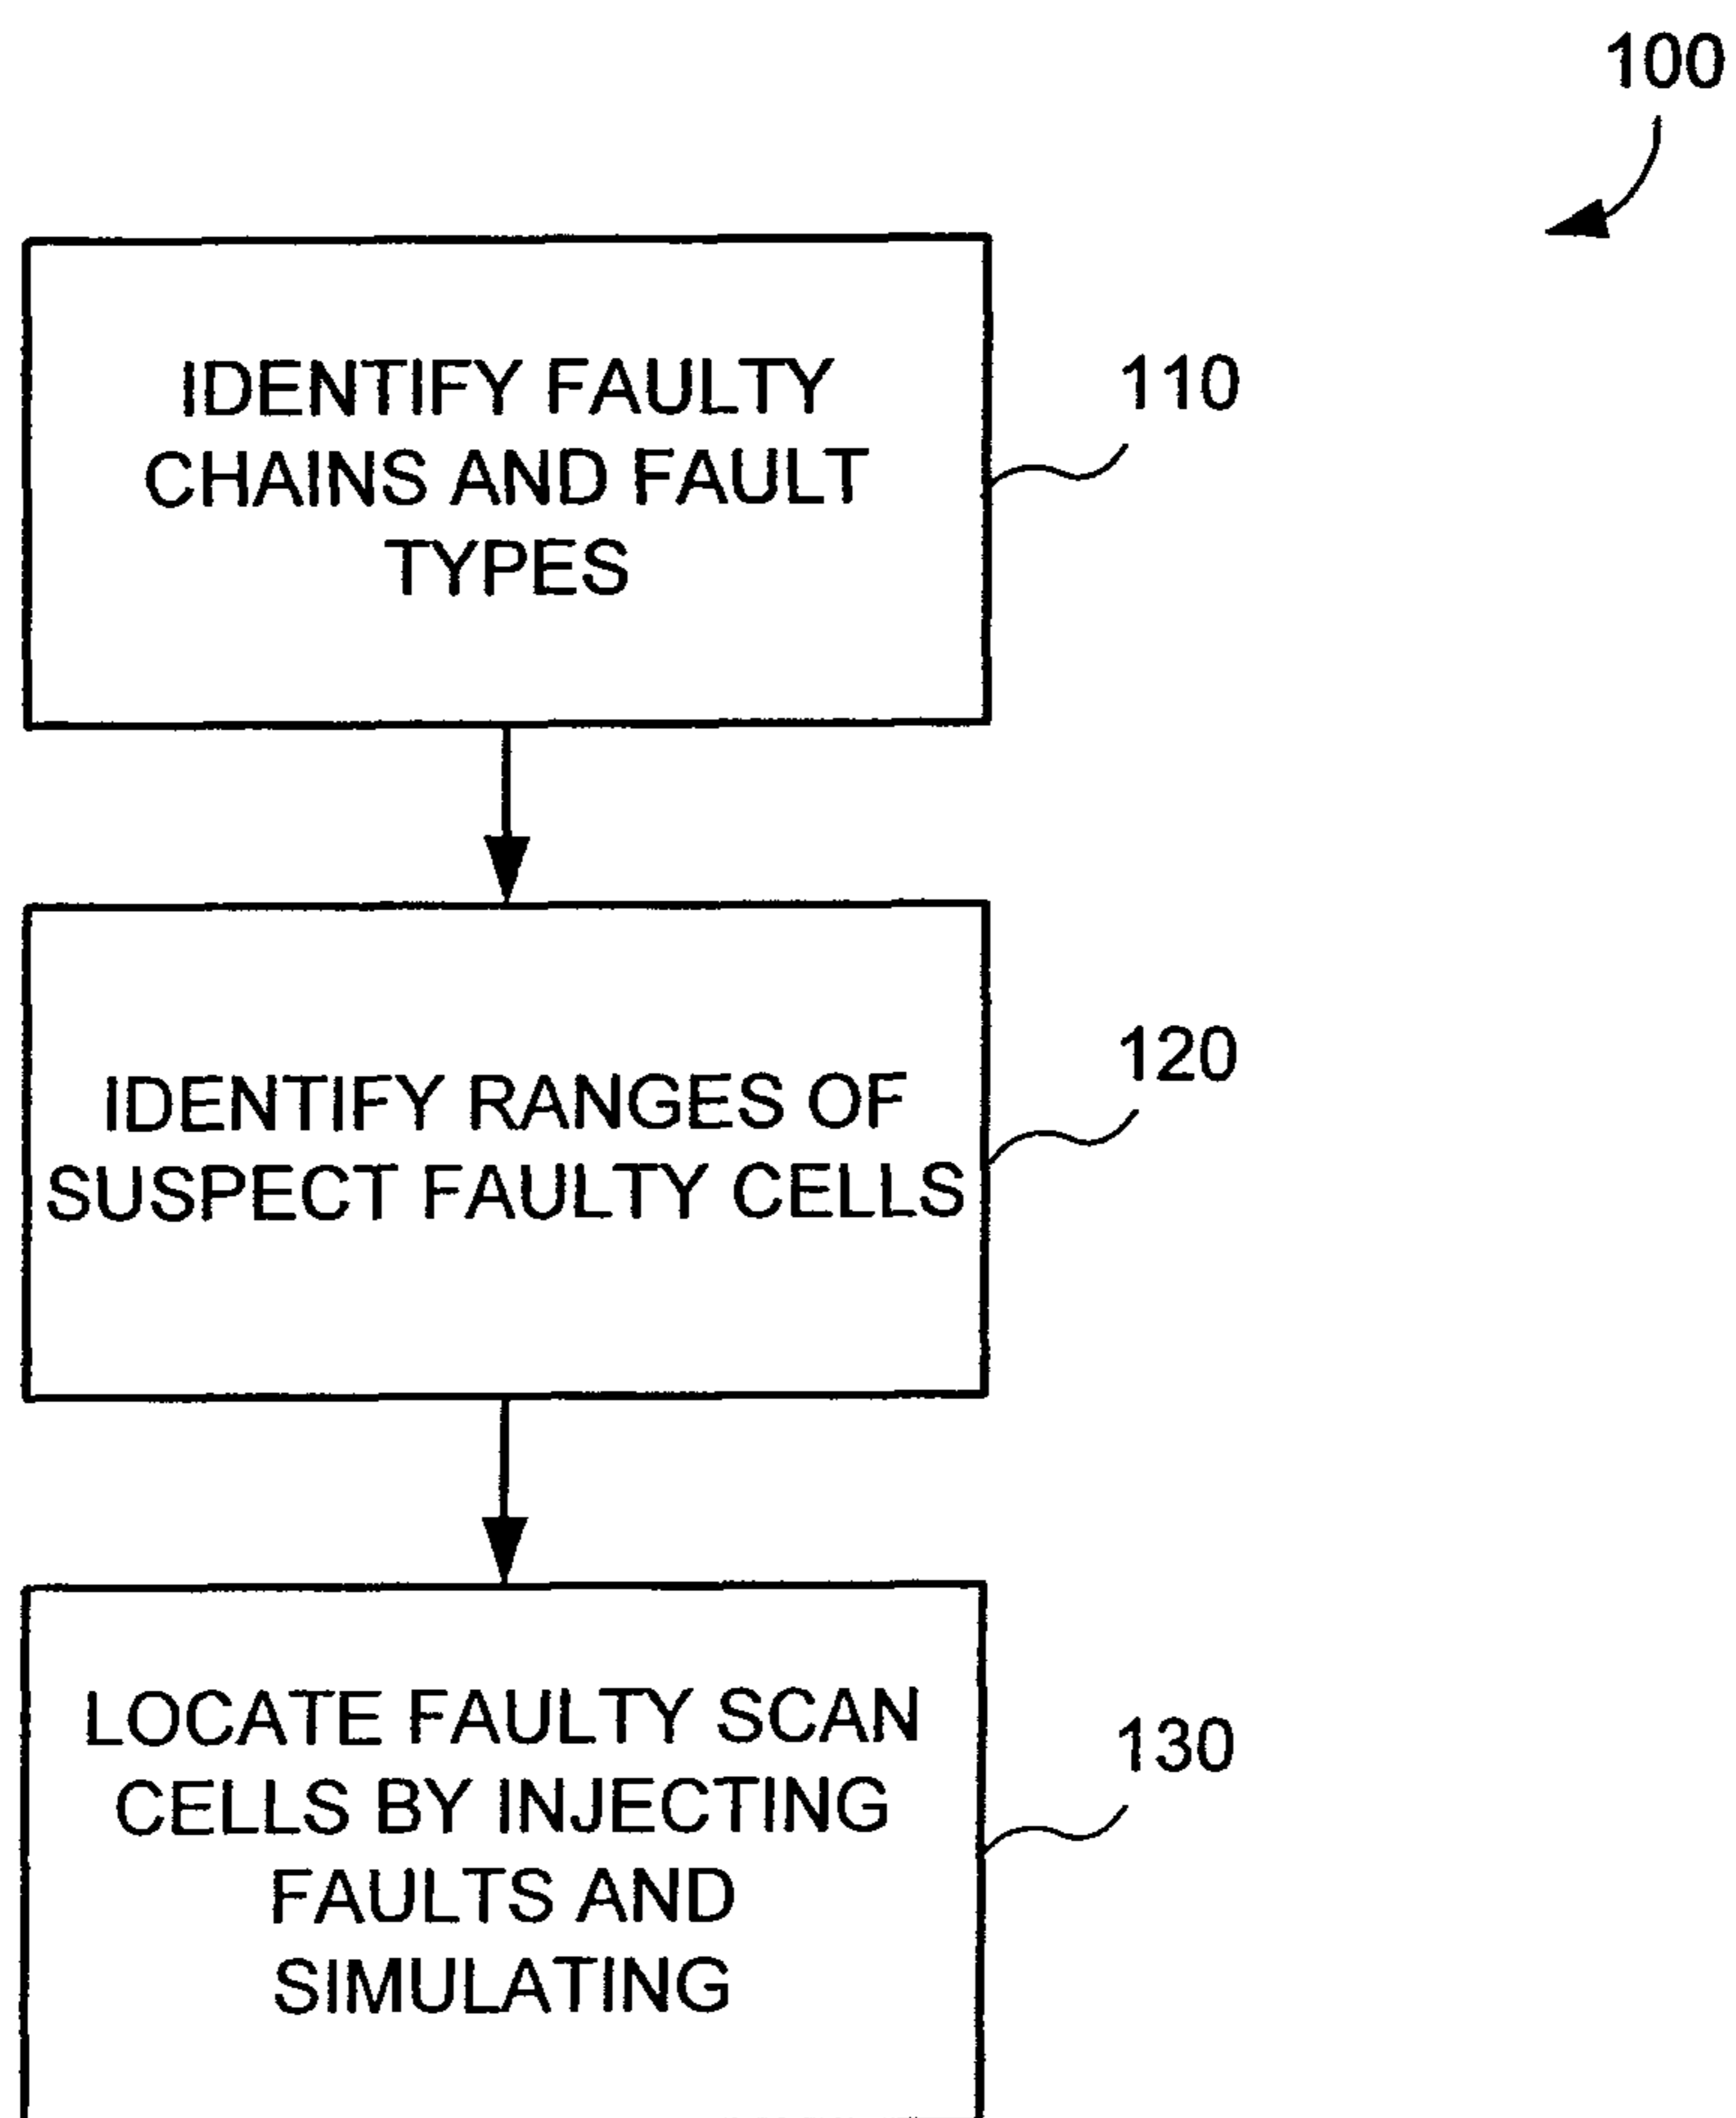 100
IDENTIFY FAULTY
CHAINS AND FAULT
TYPES
110
IDENTIFY RANGES OF
SUSPECT FAULTY CELLS
120
LOCATE FAULTY SCAN
CELLS BY INJECTING
FAULTS AND
SIMULATING
130